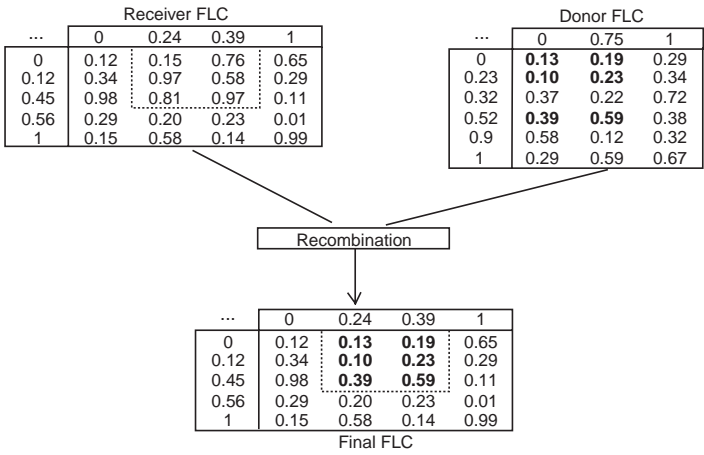 Receiver FLC
... 0 0.24 0.39 1
0 0.12 0.15 0.76 0.65
0.12 0.34 0.97 0.58 0.29
0.45 0.98 0.81 0.97 0.11
0.56 0.29 0.20 0.23 0.01
1 0.15 0.58 0.14 0.99
Donor FLC
... 0 0.75 1
0 0.13 0.19 0.29
0.23 0.10 0.23 0.34
0.32 0.37 0.22 0.72
0.52 0.39 0.59 0.38
0.9 0.58 0.12 0.32
1 0.29 0.59 0.67
Recombination
... 0 0.24 0.39 1
0 0.12 0.13 0.19 0.65
0.12 0.34 0.10 0.23 0.29
0.45 0.98 0.39 0.59 0.11
0.56 0.29 0.20 0.23 0.01
1 0.15 0.58 0.14 0.99
Final FLC